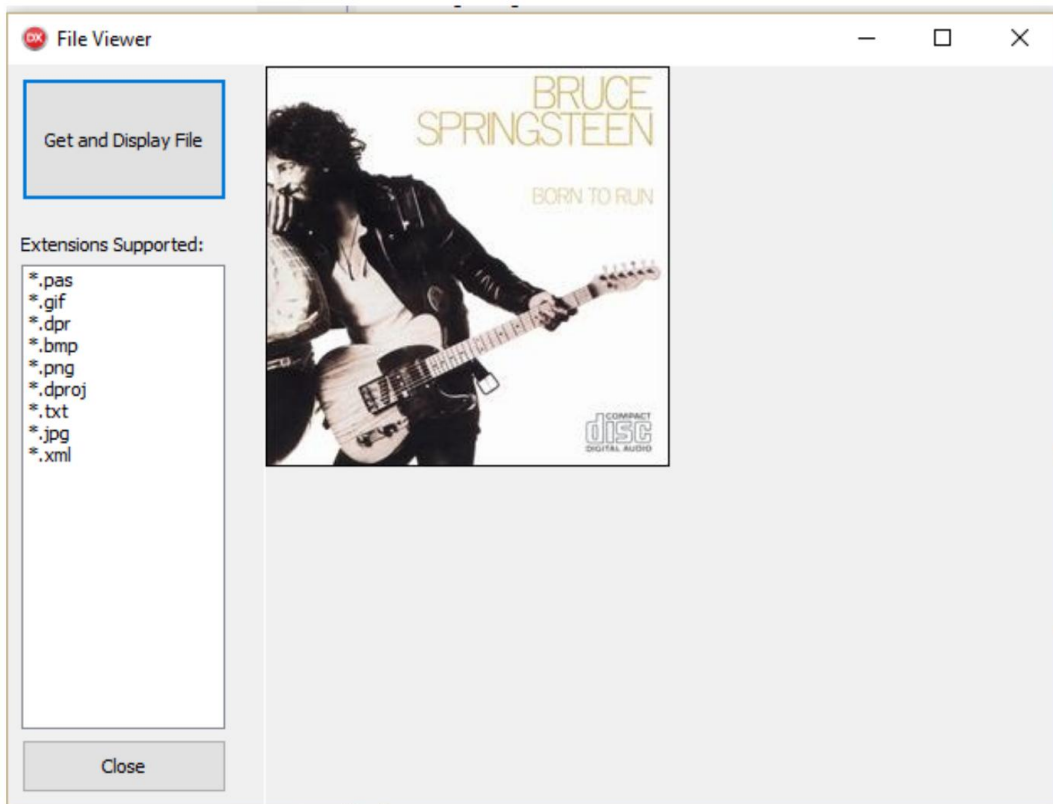 DX File Viewer
Get and Display File
Extensions Supported:
*.pas
*.gif
*.dpr
*.bmp
*.png
*.dproj
*.txt
*.jpg
*.xml
Close
BRUCE
SPRINGSTEEN
BORN TO RUN
COMPACT
disc
DIGITAL AUDIO